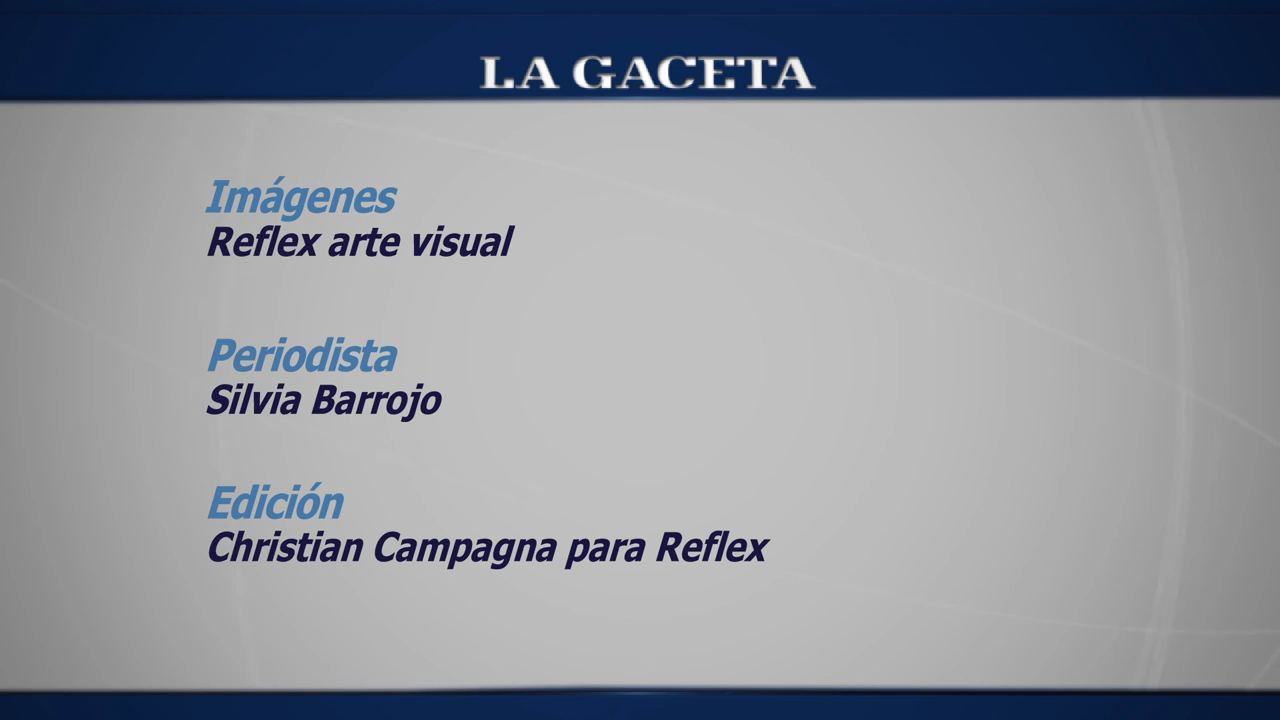 LA GACETA
Imágenes
Reflex arte visual
Periodista
Silvia Barrojo
Edición
Christian Campagna para Reflex